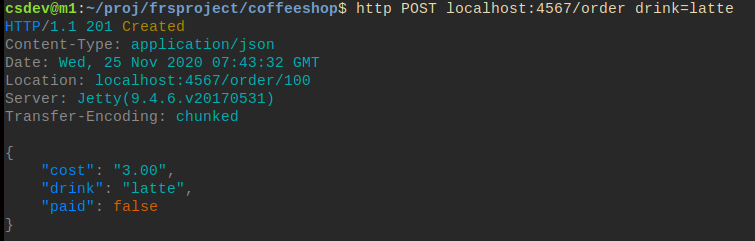 csdev@m1:~/proj/frsproject/coffeeshop$ http POST localhost:4567/order drink=latte
HTTP/1.1 201 Created
Content-Type: application/json
Date: Wed, 25 Nov 2020 07:43:32 GMT
Location: localhost:4567/order/100
Server: Jetty(9.4.6.v20170531)
Transfer-Encoding: chunked

{
    "cost": "3.00",
    "drink": "latte",
    "paid": false
}